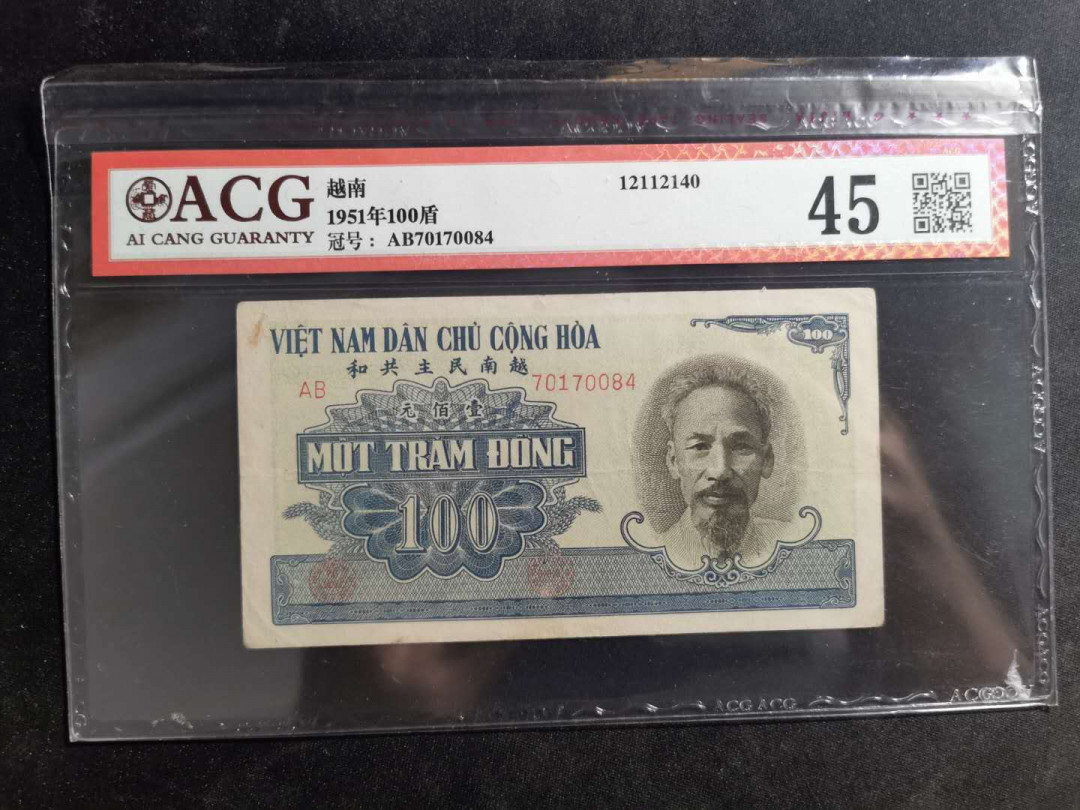 ACG
AI CANG GUARANTY
越南
1951年100盾
冠号：AB70170084
12112140
45
VIỆT NAM DÂN CHỦ CỘNG HÒA
和共主民南越
AB 70170084
元佰壹
MỘT TRĂM ĐỒNG
100
100
ACG ACG